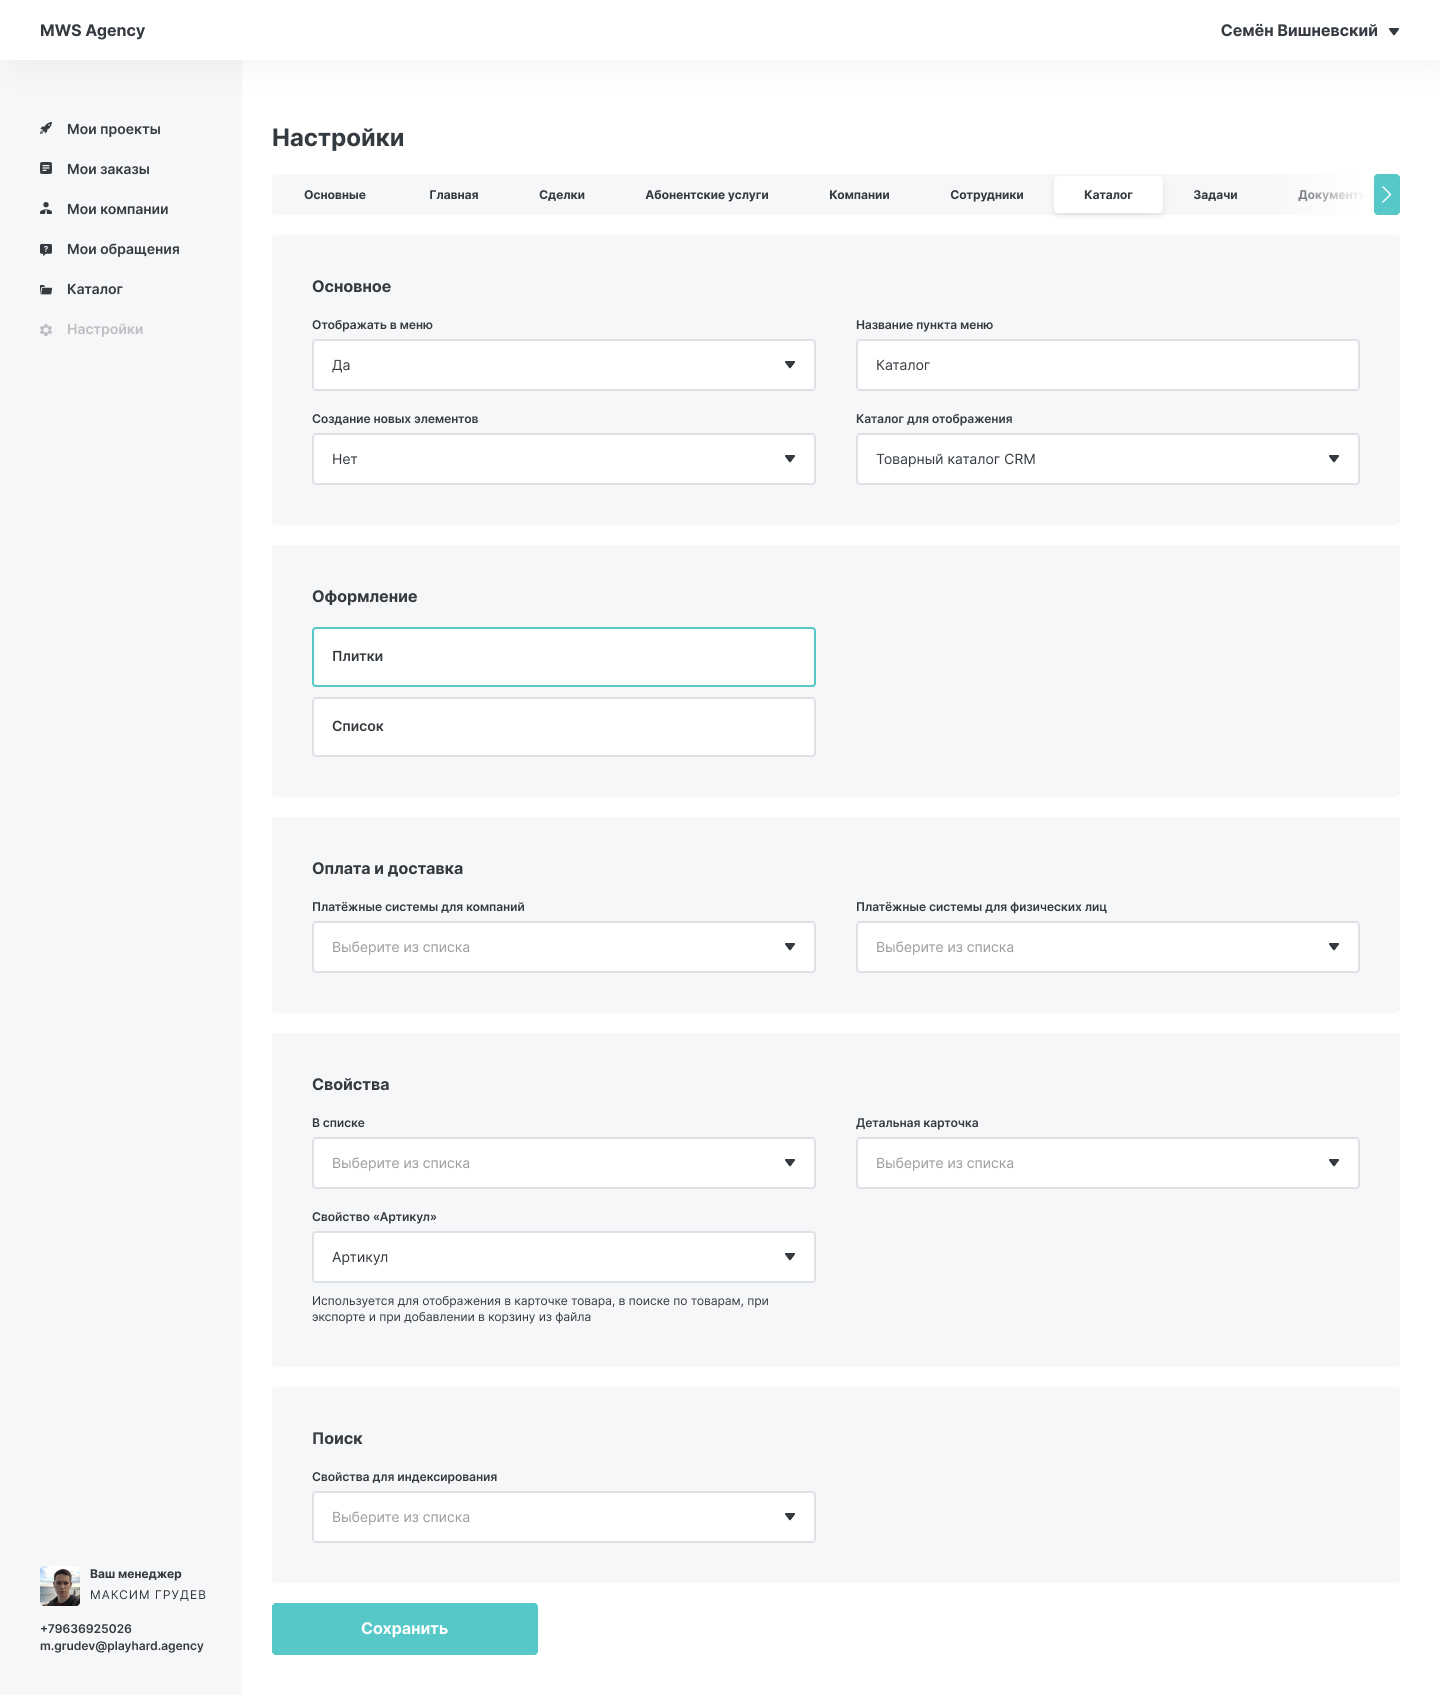 MWS Agency
Семён Вишневский
Мои проекты
Мои заказы
Мои компании
Мои обращения
Каталог
Настройки
Настройки
Основные Главная Сделки Абонентские услуги Компании Сотрудники Каталог Задачи
Основное
Отображать в меню
Да
Название пункта меню
Каталог
Создание новых элементов
Нет
Каталог для отображения
Товарный каталог CRM
Оформление
Плитки
Список
Оплата и доставка
Платёжные системы для компаний
Выберите из списка
Платёжные системы для физических лиц
Выберите из списка
Свойства
В списке
Выберите из списка
Детальная карточка
Выберите из списка
Свойство «Артикул»
Артикул
Используется для отображения в карточке товара, в поиске по товарам, при
экспорте и при добавлении в корзину из файла
Поиск
Свойства для индексирования
Выберите из списка
Сохранить
Ваш менеджер
МАКСИМ ГРУДЕВ
+79636925026
m.grudev@playhard.agency